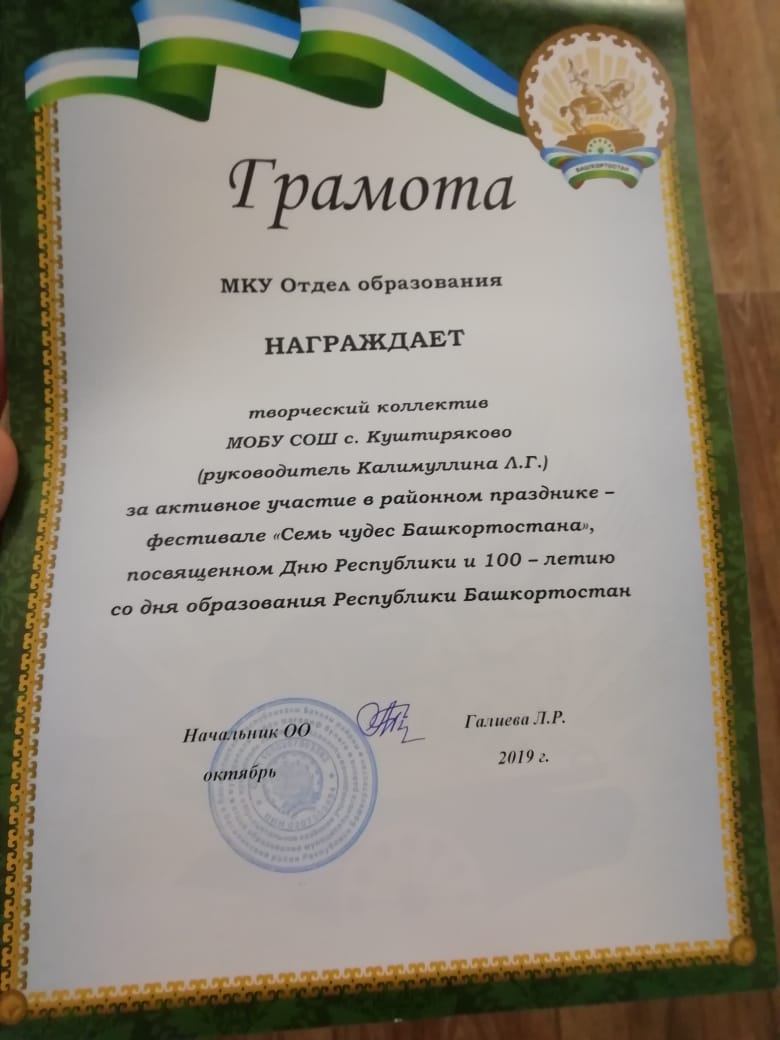 БАШКОРТОСТАН
Грамота
МКУ Отдел образования
НАГРАЖДАЕТ
творческий коллектив
МОБУ СОШ с. Куштиряково
(руководитель Калимуллина Л.Г.)
за активное участие в районном празднике –
фестивале «Семь чудес Башкортостана»,
посвященном Дню Республики и 100 – летию
со дня образования Республики Башкортостан
Начальник ОО Галиева Л.Р.
октябрь 2019 г.